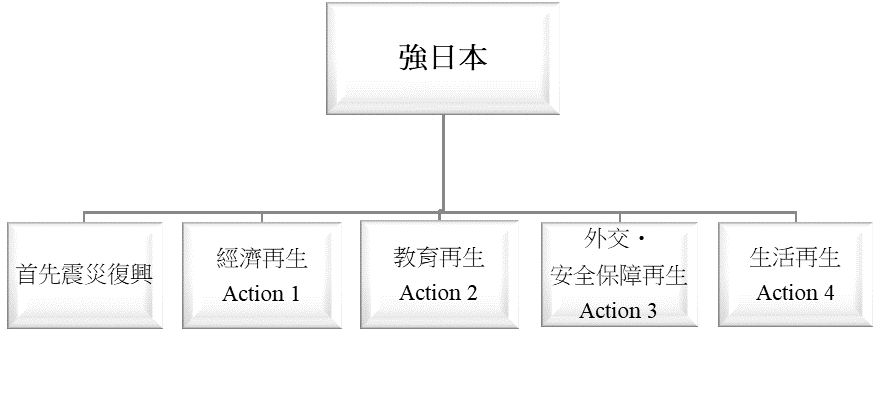 強日本
首先震災復興
經濟再生
Action 1
教育再生
Action 2
外交・
安全保障再生
Action 3
生活再生
Action 4